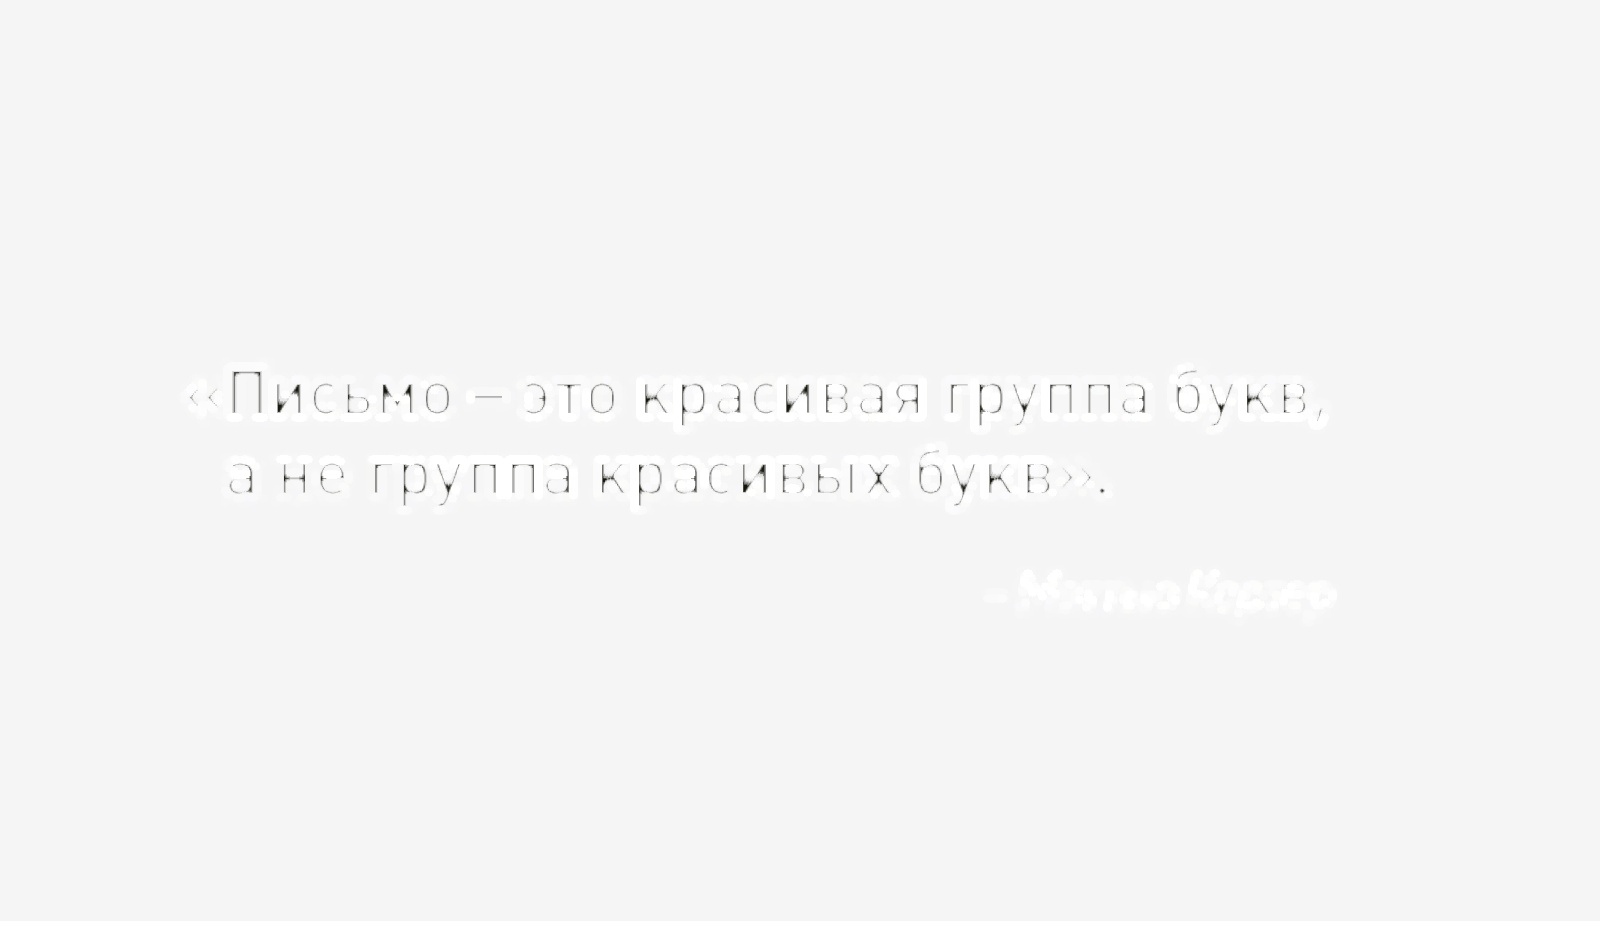 «Письмо – это красивая группа букв,
а не группа красивых букв».